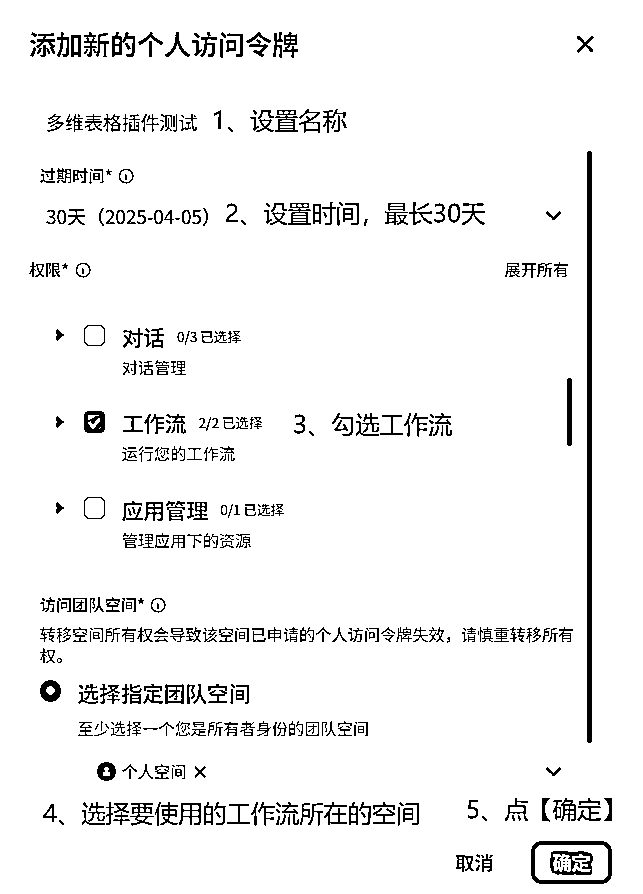 添加新的个人访问令牌
多维表格插件测试 1、设置名称
过期时间*
30天（2025-04-05） 2、设置时间，最长30天
权限* 展开所有
对话 0/3 已选择
对话管理
工作流 2/2 已选择 3、勾选工作流
运行您的工作流
应用管理 0/1 已选择
管理应用下的资源
访问团队空间*
转移空间所有权会导致该空间已申请的个人访问令牌失效，请慎重转移所有
权。
选择指定团队空间
至少选择一个您是所有者身份的团队空间
个人空间
4、选择要使用的工作流所在的空间 5、点【确定】
取消 确定